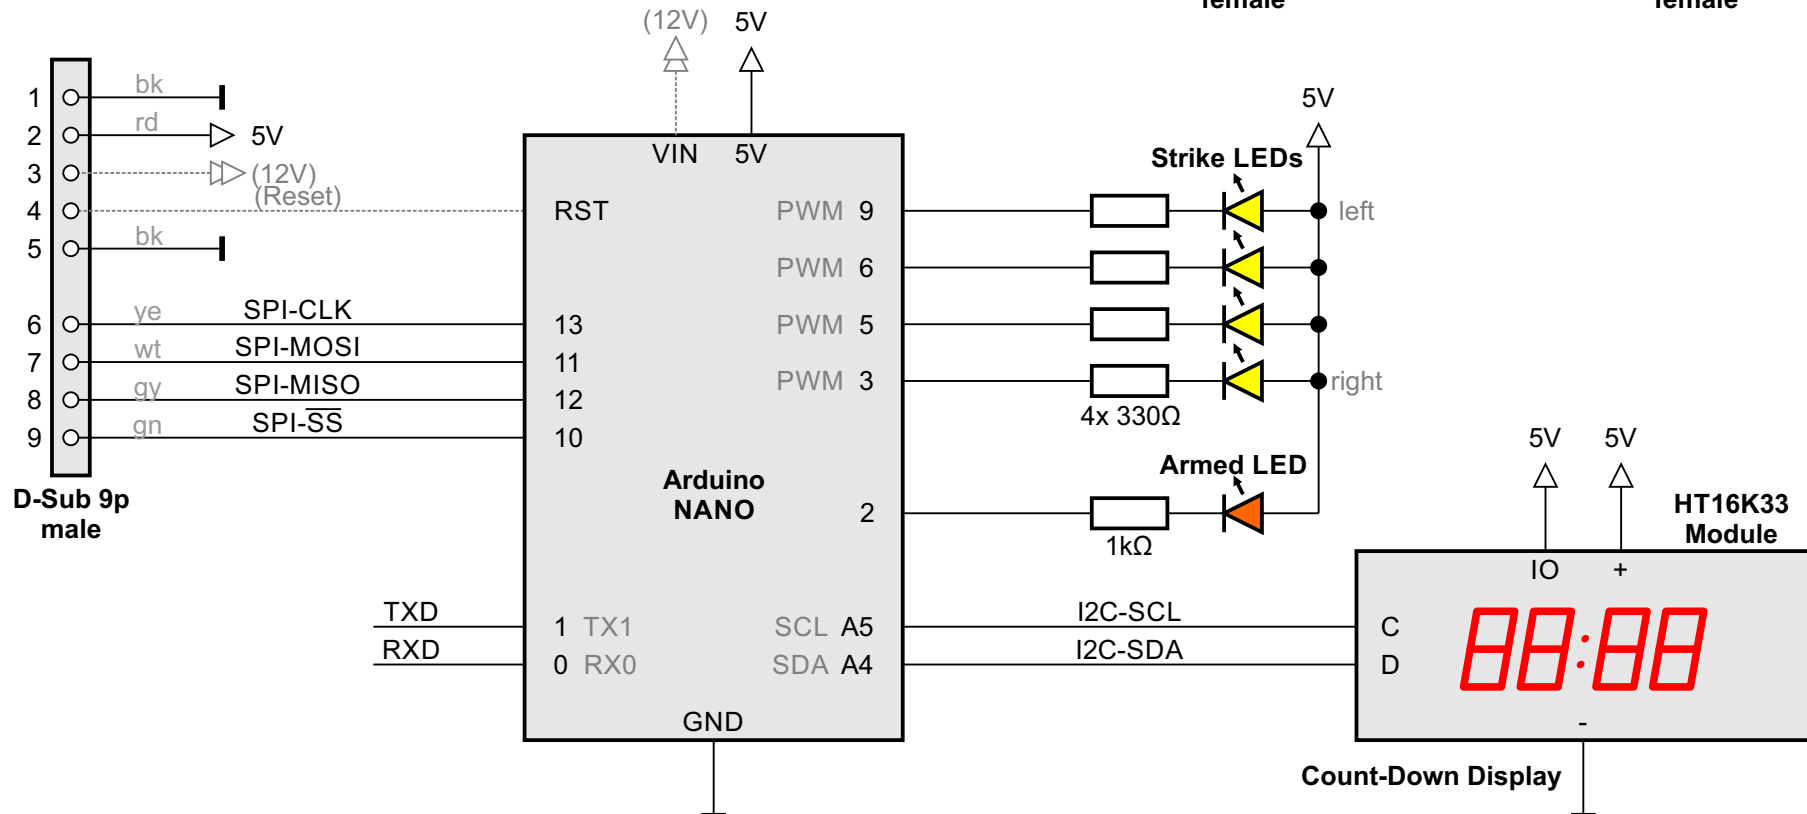 female
female
(12V)
5V
1
bk
2
rd
5V
3
(12V)
4
(Reset)
5
bk
6
ye
SPI-CLK
7
wt
SPI-MOSI
8
gy
SPI-MISO
9
gn
SPI-SS
D-Sub 9p
male
VIN
5V
RST
13
11
12
10
Arduino
NANO
TXD
1 TX1
RXD
0 RX0
GND
PWM 9
PWM 6
PWM 5
PWM 3
2
SCL A5
SDA A4
5V
Strike LEDs
left
right
4x 330Ω
Armed LED
1kΩ
I2C-SCL
I2C-SDA
5V
5V
HT16K33
Module
IO
+
C
D
88:88
-
Count-Down Display